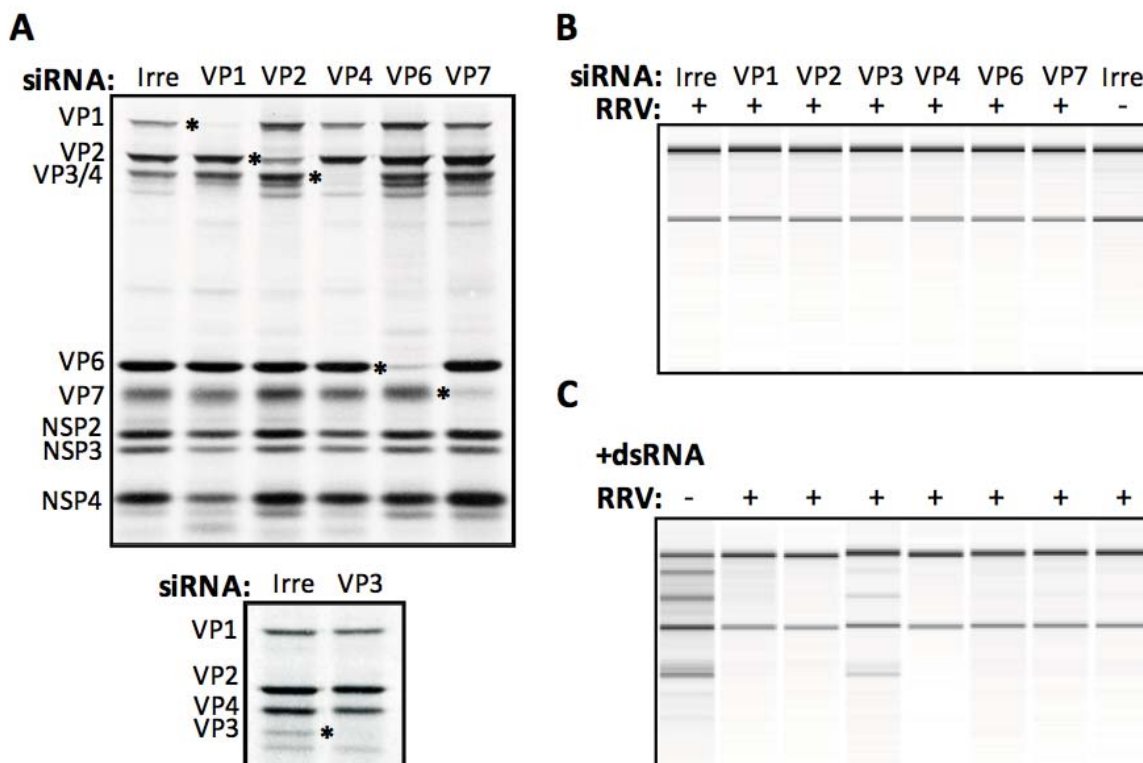 A
siRNA: Irre VP1 VP2 VP4 VP6 VP7
VP1
*
VP2
*
VP3/4
*
VP6
*
VP7
*
NSP2
NSP3
NSP4
siRNA: Irre VP3
VP1
VP2
VP4
VP3
*
B
siRNA: Irre VP1 VP2 VP3 VP4 VP6 VP7 Irre
RRV: + + + + + + + -
C
+dsRNA
RRV: - + + + + + + +